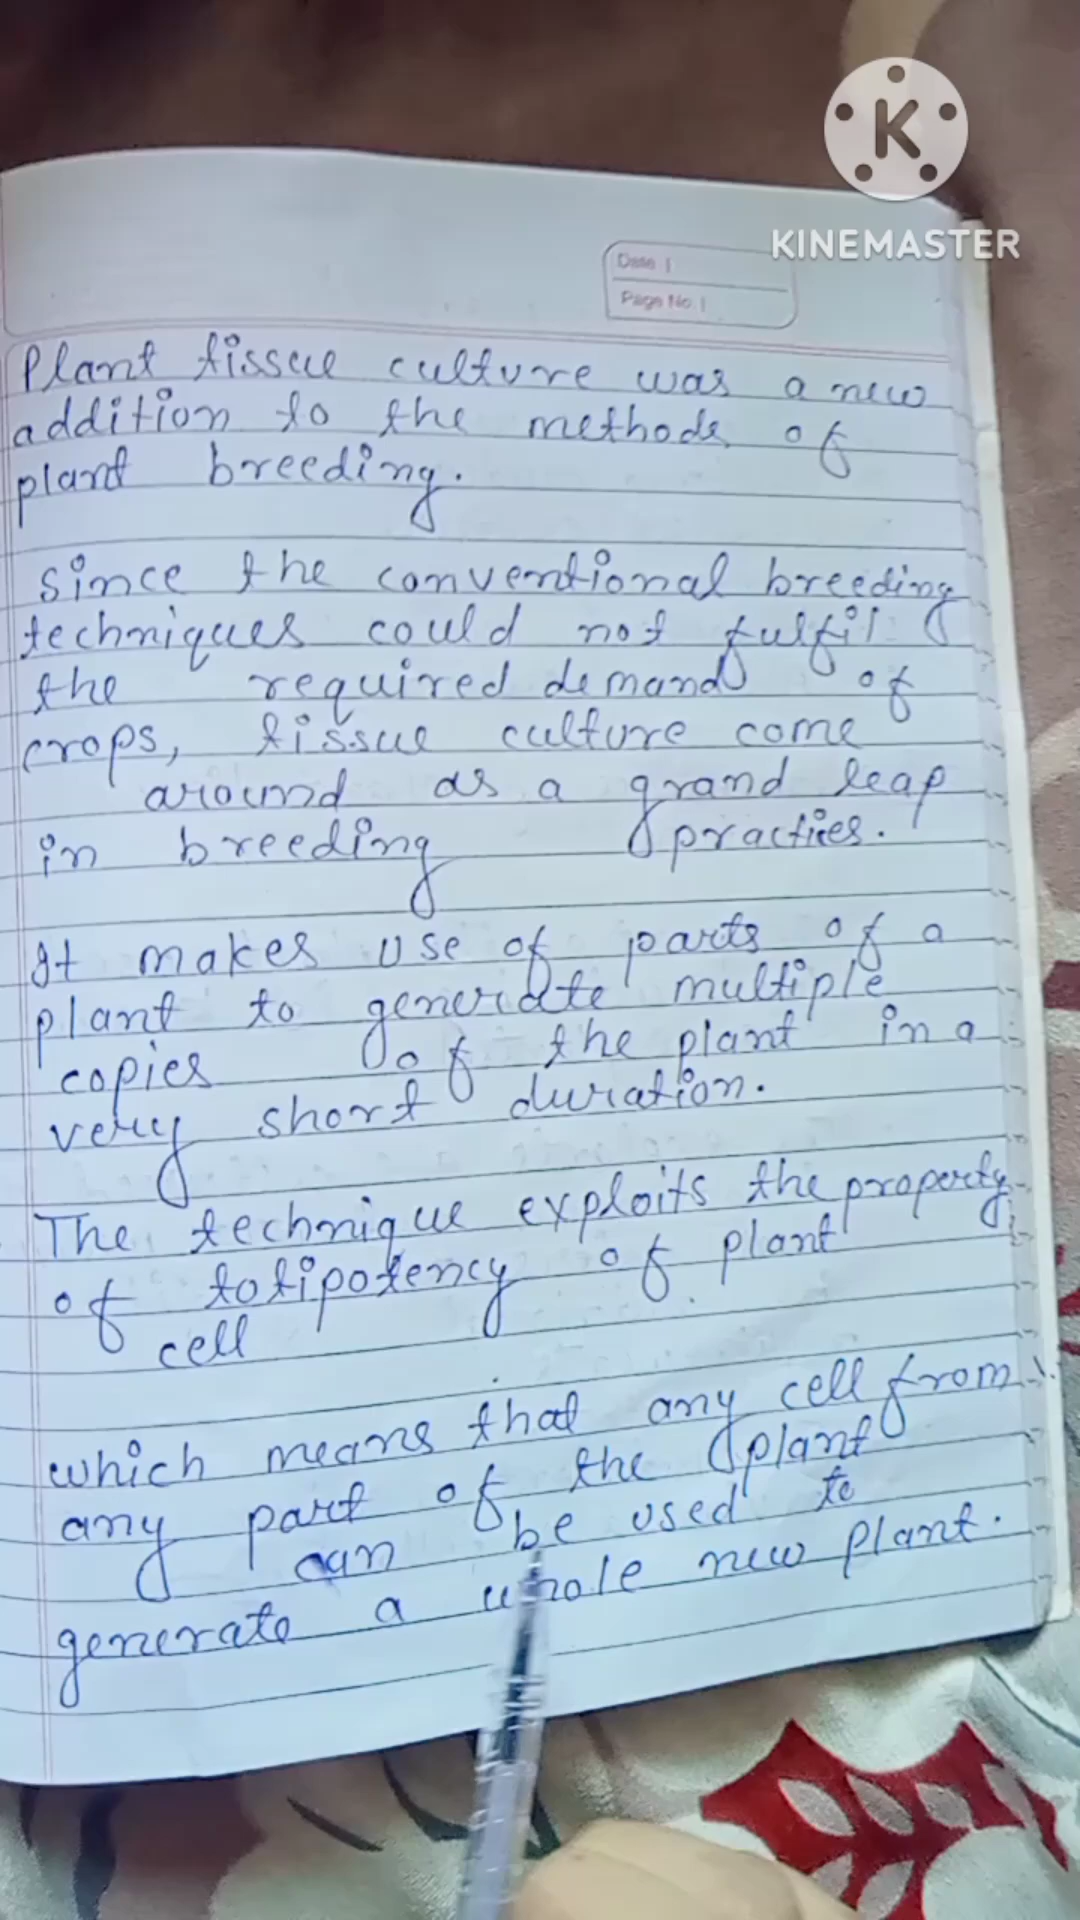 KINEMASTER
Date |
Page No. |
Plant tissue culture was a new
addition to the methods of
plant breeding.
since the conventional breeding
techniques could not fulfil
the required demand of
crops, tissue culture come
around as a grand leap
in breeding practices.
It makes use of parts of a
plant to generate multiple
copies of the plant in a
very short duration.
The technique exploits the property
of totipotency of plant
cell
which means that any cell from
any part of the plant
can be used to
generate a whole new plant.